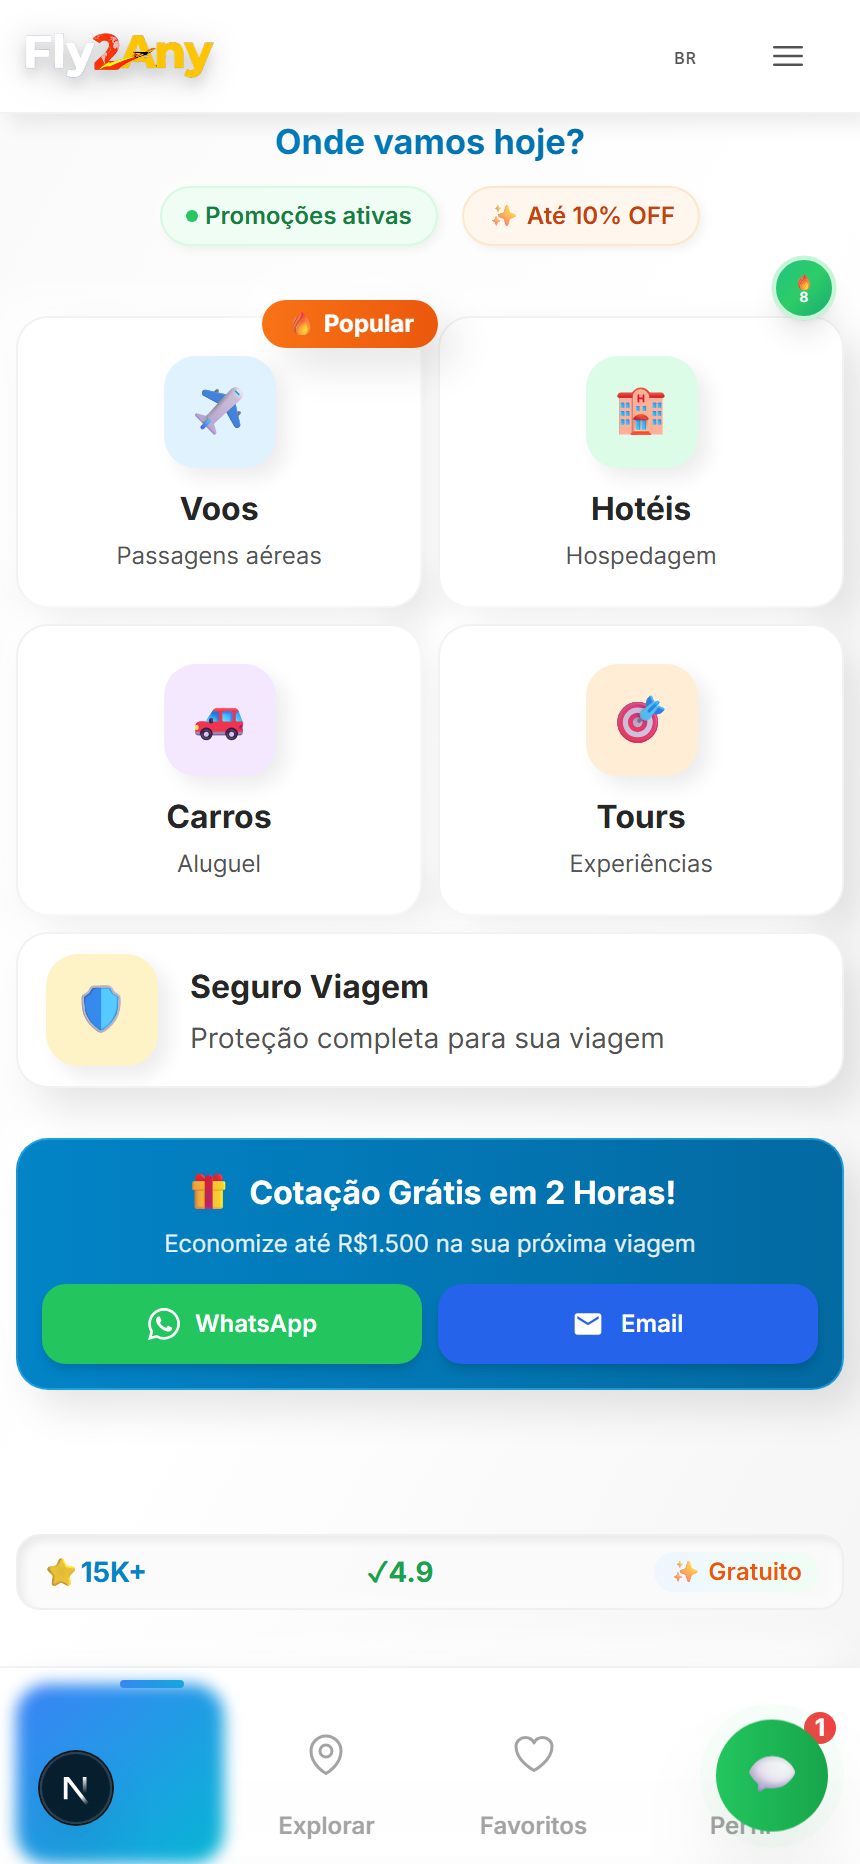 Fly2Any
BR
Onde vamos hoje?
Promoções ativas
Até 10% OFF
8
Popular
Voos
Passagens aéreas
Hotéis
Hospedagem
Carros
Aluguel
Tours
Experiências
Seguro Viagem
Proteção completa para sua viagem
Cotação Grátis em 2 Horas!
Economize até R$1.500 na sua próxima viagem
WhatsApp
Email
15K+
✓4.9
Gratuito
N
1
Explorar
Favoritos